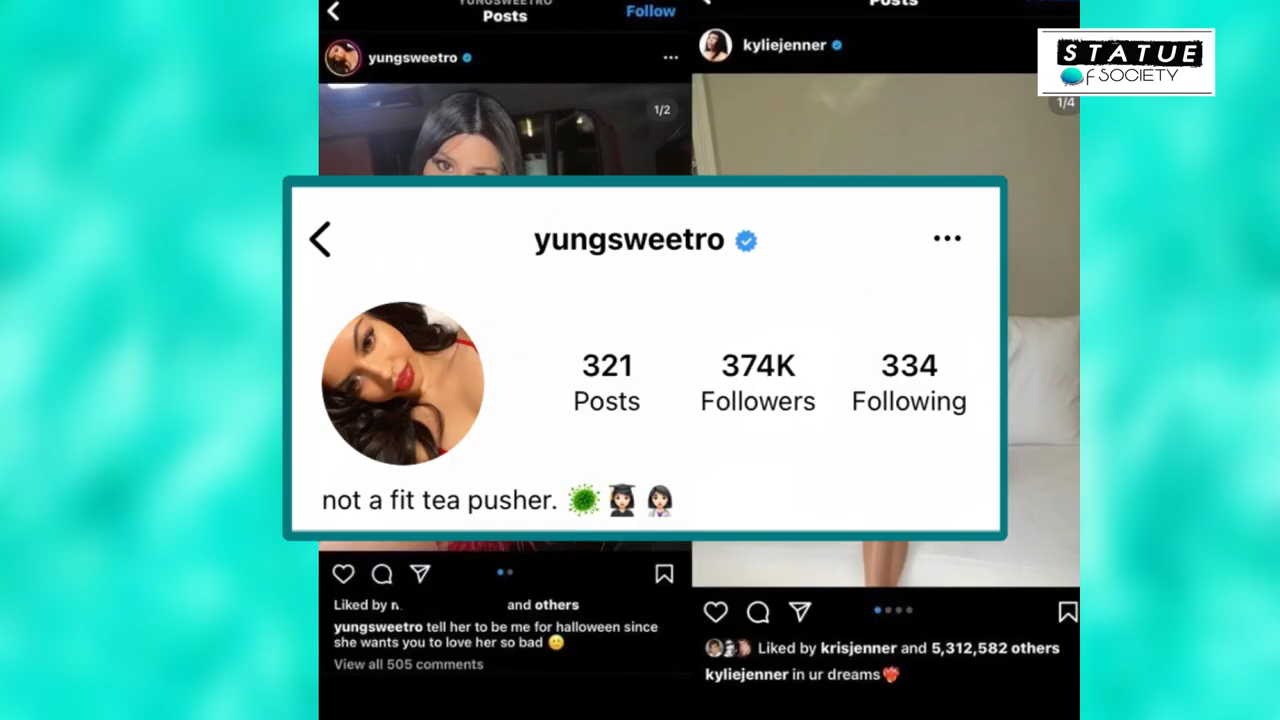 YUNGSWEETRO
Posts
Follow
yungsweetro
1/2
Posts
kyliejenner
1/4
STATUE
Of SOCIETY
yungsweetro
321
Posts
374K
Followers
334
Following
not a fit tea pusher. 🦠 👩🏻‍🎓 👩🏻‍⚕️
Liked by and others
yungsweetro tell her to be me for halloween since
she wants you to love her so bad 🙂
View all 505 comments
Liked by krisjenner and 5,312,582 others
kyliejenner in ur dreams❤️‍🔥